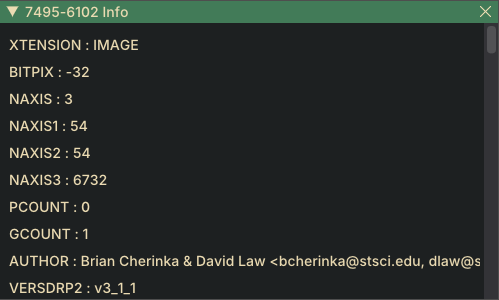 7495-6102 Info
XTENSION : IMAGE
BITPIX : -32
NAXIS : 3
NAXIS1 : 54
NAXIS2 : 54
NAXIS3 : 6732
PCOUNT : 0
GCOUNT : 1
AUTHOR : Brian Cherinka & David Law <bcherinka@stsci.edu, dlaw@s
VERSDRP2 : v3_1_1